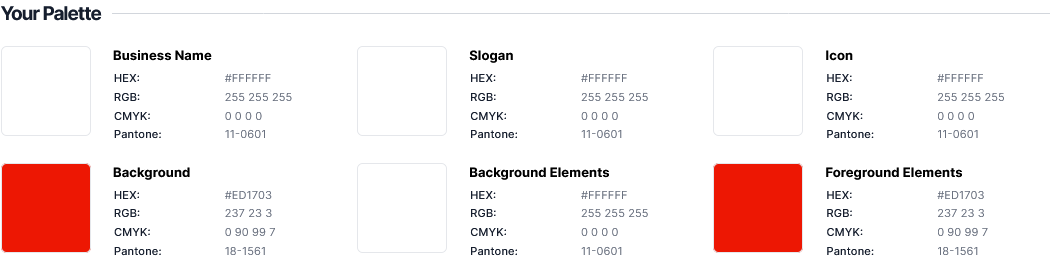 Your Palette
Business Name
HEX: #FFFFFF
RGB: 255 255 255
CMYK: 0 0 0 0
Pantone: 11-0601
Slogan
HEX: #FFFFFF
RGB: 255 255 255
CMYK: 0 0 0 0
Pantone: 11-0601
Icon
HEX: #FFFFFF
RGB: 255 255 255
CMYK: 0 0 0 0
Pantone: 11-0601
Background
HEX: #ED1703
RGB: 237 23 3
CMYK: 0 90 99 7
Pantone: 18-1561
Background Elements
HEX: #FFFFFF
RGB: 255 255 255
CMYK: 0 0 0 0
Pantone: 11-0601
Foreground Elements
HEX: #ED1703
RGB: 237 23 3
CMYK: 0 90 99 7
Pantone: 18-1561